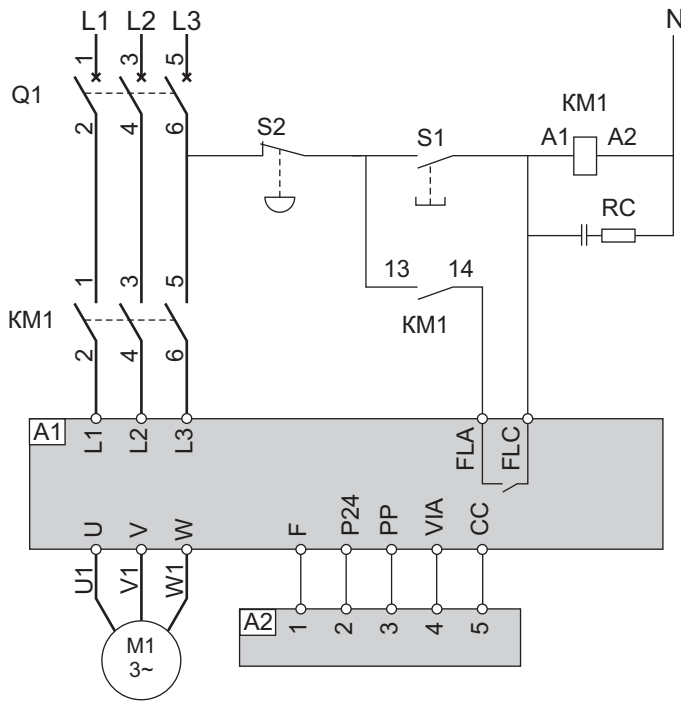 L1 L2 L3 N
1 3 5
Q1
2 4 6
S2 S1 KM1
A1 A2
RC
13 14
KM1
1 3 5
KM1
2 4 6
A1
L1 L2 L3 FLA FLC
U V W F P24 PP VIA CC
U1 V1 W1
A2
1 2 3 4 5
M1
3~